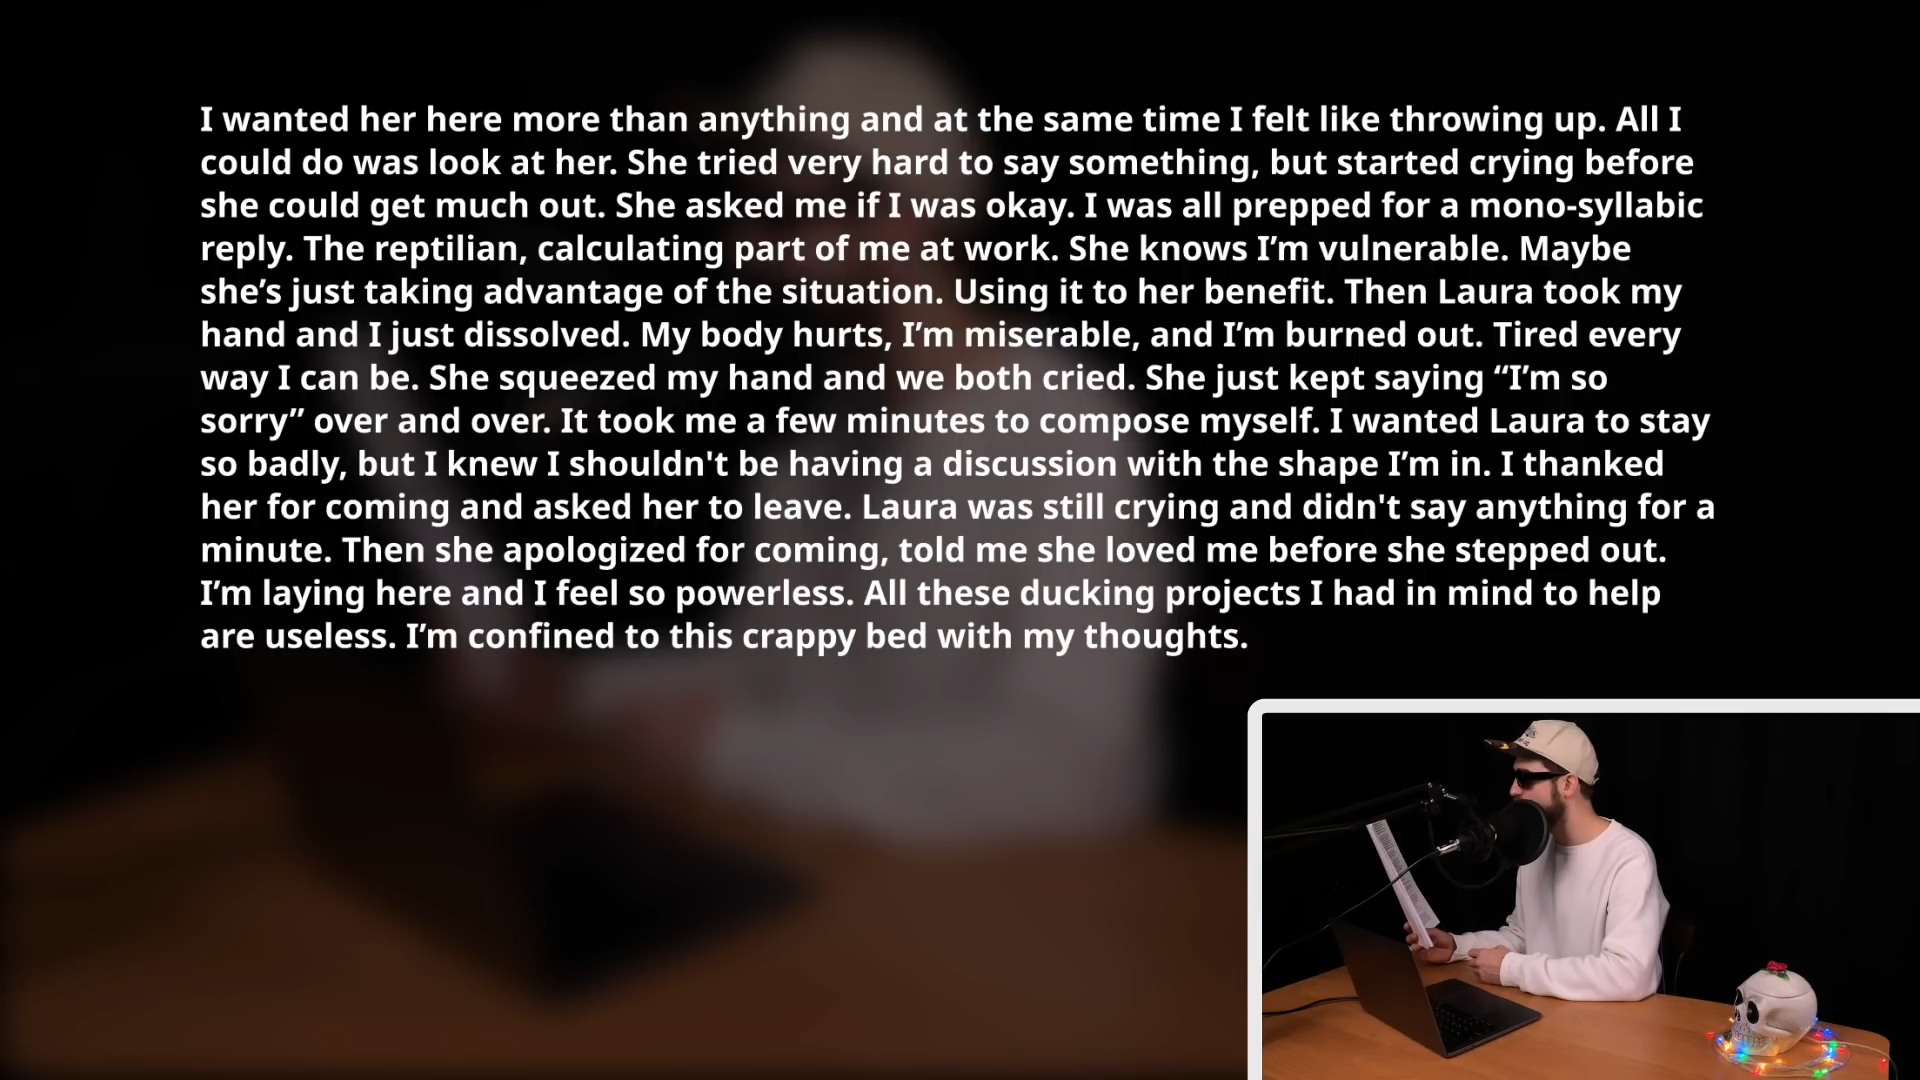 I wanted her here more than anything and at the same time I felt like throwing up. All I
could do was look at her. She tried very hard to say something, but started crying before
she could get much out. She asked me if I was okay. I was all prepped for a mono-syllabic
reply. The reptilian, calculating part of me at work. She knows I’m vulnerable. Maybe
she’s just taking advantage of the situation. Using it to her benefit. Then Laura took my
hand and I just dissolved. My body hurts, I’m miserable, and I’m burned out. Tired every
way I can be. She squeezed my hand and we both cried. She just kept saying “I’m so
sorry” over and over. It took me a few minutes to compose myself. I wanted Laura to stay
so badly, but I knew I shouldn't be having a discussion with the shape I’m in. I thanked
her for coming and asked her to leave. Laura was still crying and didn't say anything for a
minute. Then she apologized for coming, told me she loved me before she stepped out.
I’m laying here and I feel so powerless. All these ducking projects I had in mind to help
are useless. I’m confined to this crappy bed with my thoughts.